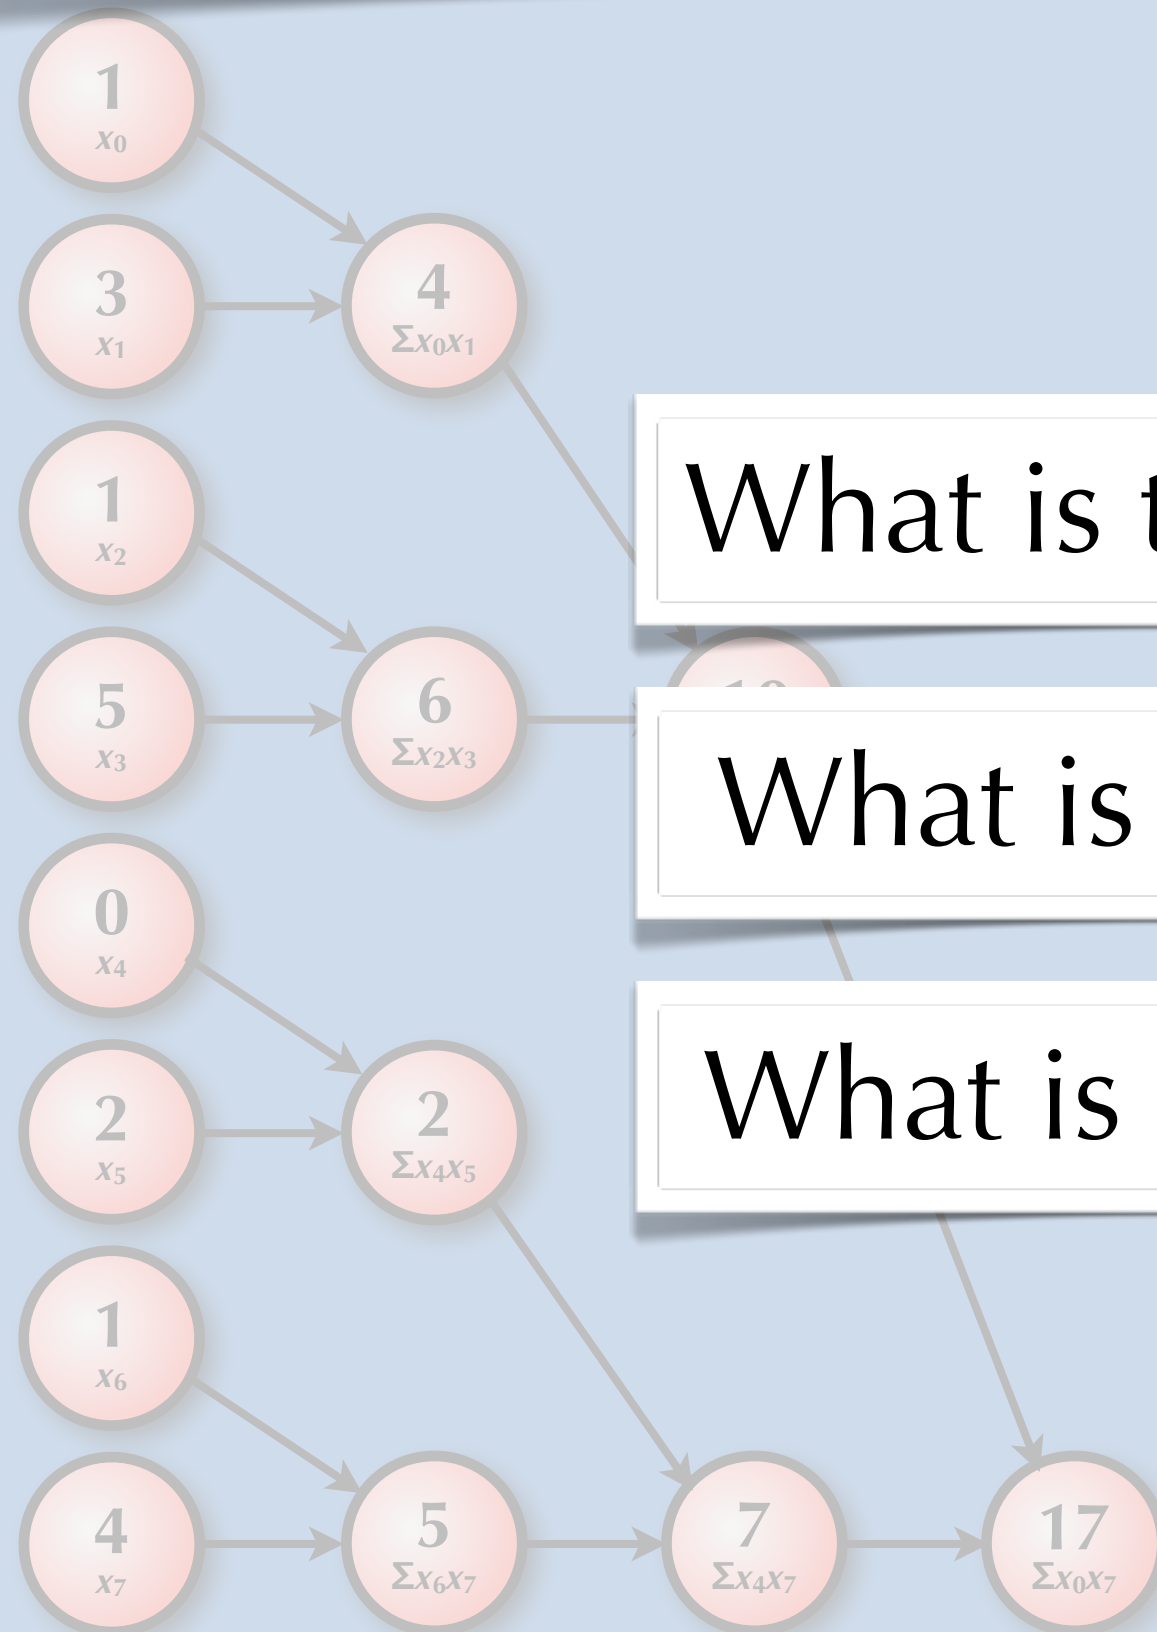 1
x₀
3
x₁
4
Σx₀x₁
1
x₂
What is
5
x₃
6
Σx₂x₃
10
What is
0
x₄
2
x₅
2
Σx₄x₅
What is
1
x₆
4
x₇
5
Σx₆x₇
7
Σx₄x₇
17
Σx₀x₇